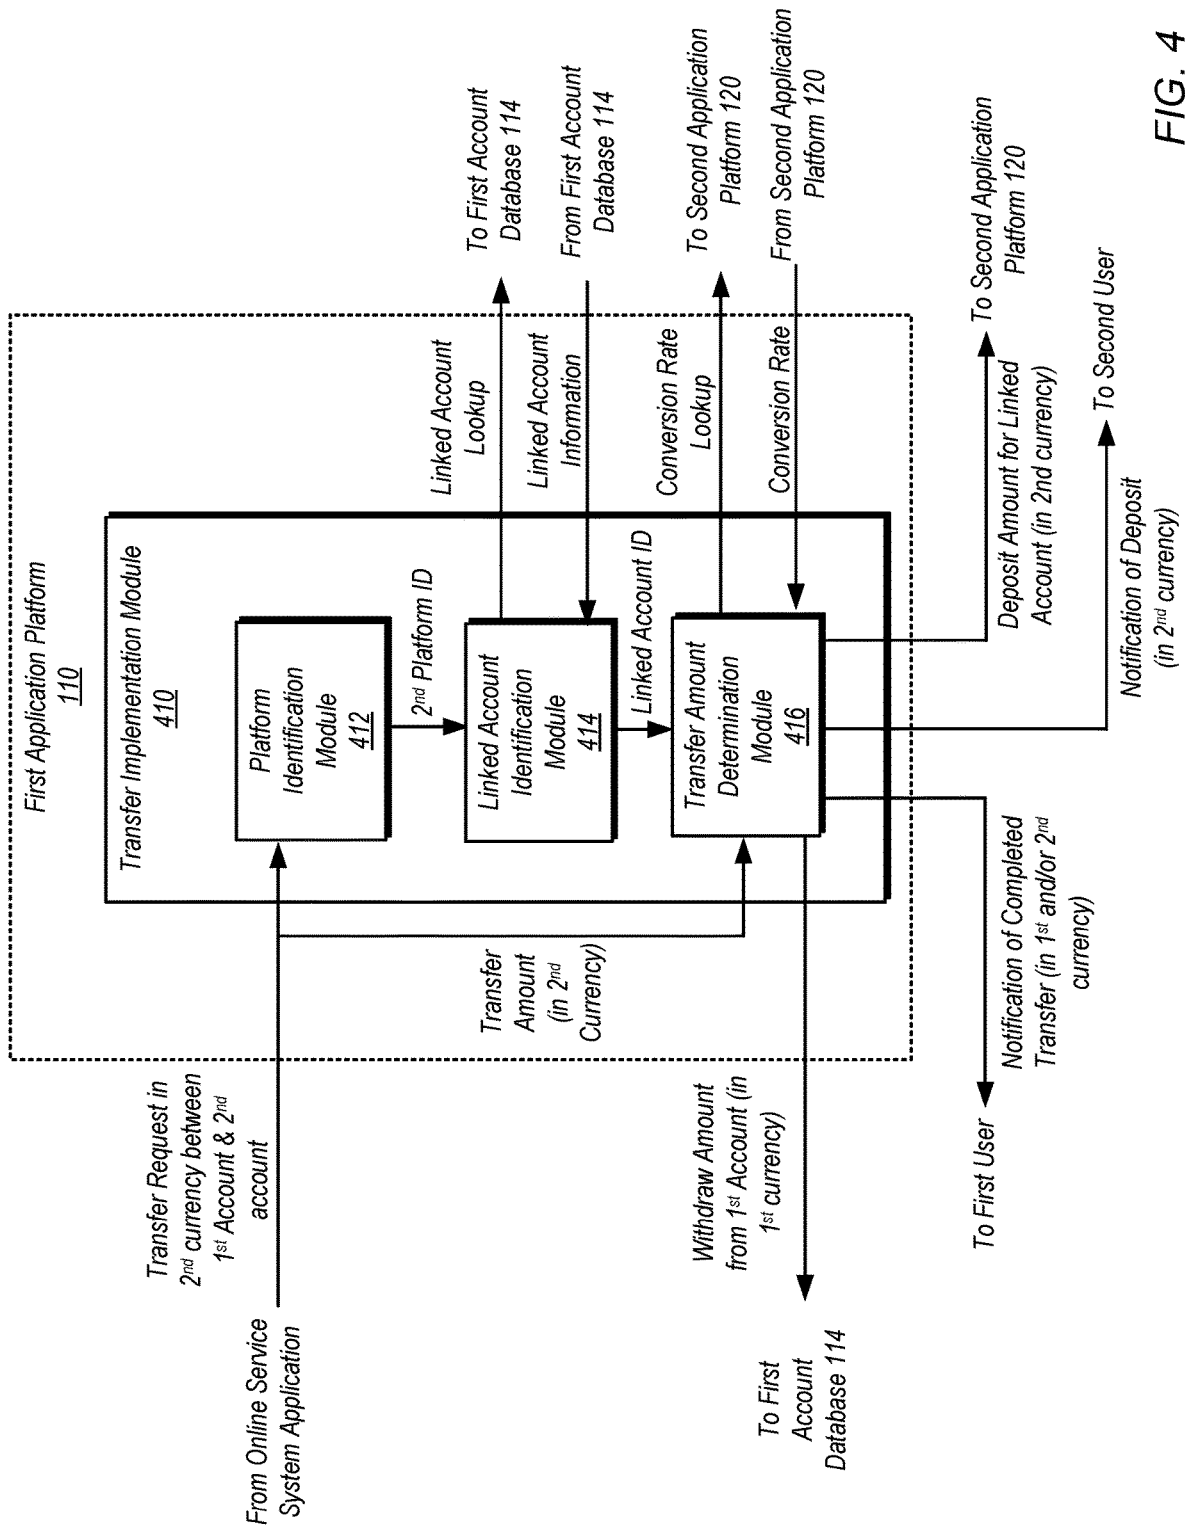 First Application Platform
110
Transfer Implementation Module
410
From Online Service
System Application
Transfer Request in
2nd currency between
1st Account & 2nd
account
Platform
Identification
Module
412
2nd Platform ID
Linked Account
Lookup
To First Account
Database 114
Linked Account
Identification
Module
414
Linked Account
Information
From First Account
Database 114
Transfer
Amount
(in 2nd
Currency)
Linked Account ID
Conversion Rate
Lookup
To Second Application
Platform 120
Transfer Amount
Determination
Module
416
Conversion Rate
From Second Application
Platform 120
To First
Account
Database 114
Withdraw Amount
from 1st Account (in
1st currency)
To First User
Notification of Completed
Transfer (in 1st and/or 2nd
currency)
Deposit Amount for Linked
Account (in 2nd currency)
To Second Application
Platform 120
Notification of Deposit
(in 2nd currency)
To Second User
FIG. 4